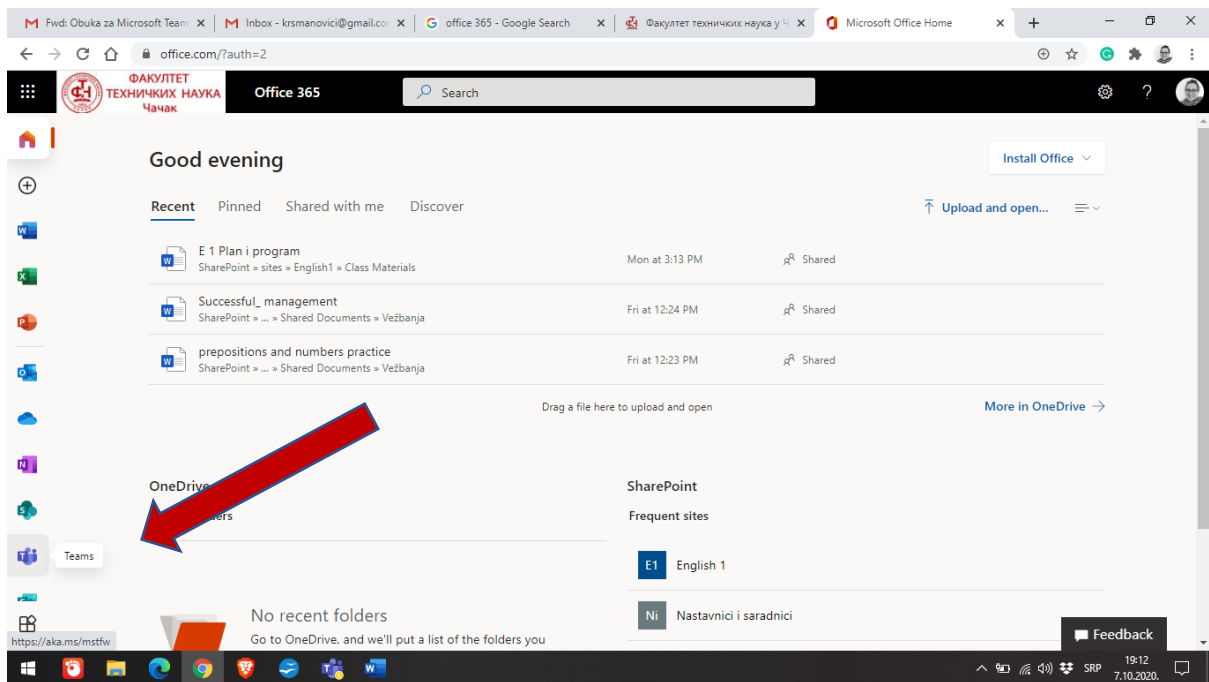 Fwd: Obuka za Microsoft Team
Inbox - krsmanovici@gmail.co
office 365 - Google Search
Факултет техничких наука у Ч
Microsoft Office Home
office.com/?auth=2
ФАКУЛТЕТ
ТЕХНИЧКИХ НАУКА
Чачак
Office 365
Search
?
Good evening
Install Office
Recent Pinned Shared with me Discover
Upload and open...
E 1 Plan i program
SharePoint » sites » English1 » Class Materials
Mon at 3:13 PM
Shared
Successful_ management
SharePoint » ... » Shared Documents » Vežbanja
Fri at 12:24 PM
Shared
prepositions and numbers practice
SharePoint » ... » Shared Documents » Vežbanja
Fri at 12:23 PM
Shared
Drag a file here to upload and open
More in OneDrive
OneDrive
SharePoint
Frequent sites
Teams
E1 English 1
Ni Nastavnici i saradnici
No recent folders
Go to OneDrive, and we'll put a list of the folders you
Feedback
https://aka.ms/mstfw
SRP
19:12
7.10.2020.